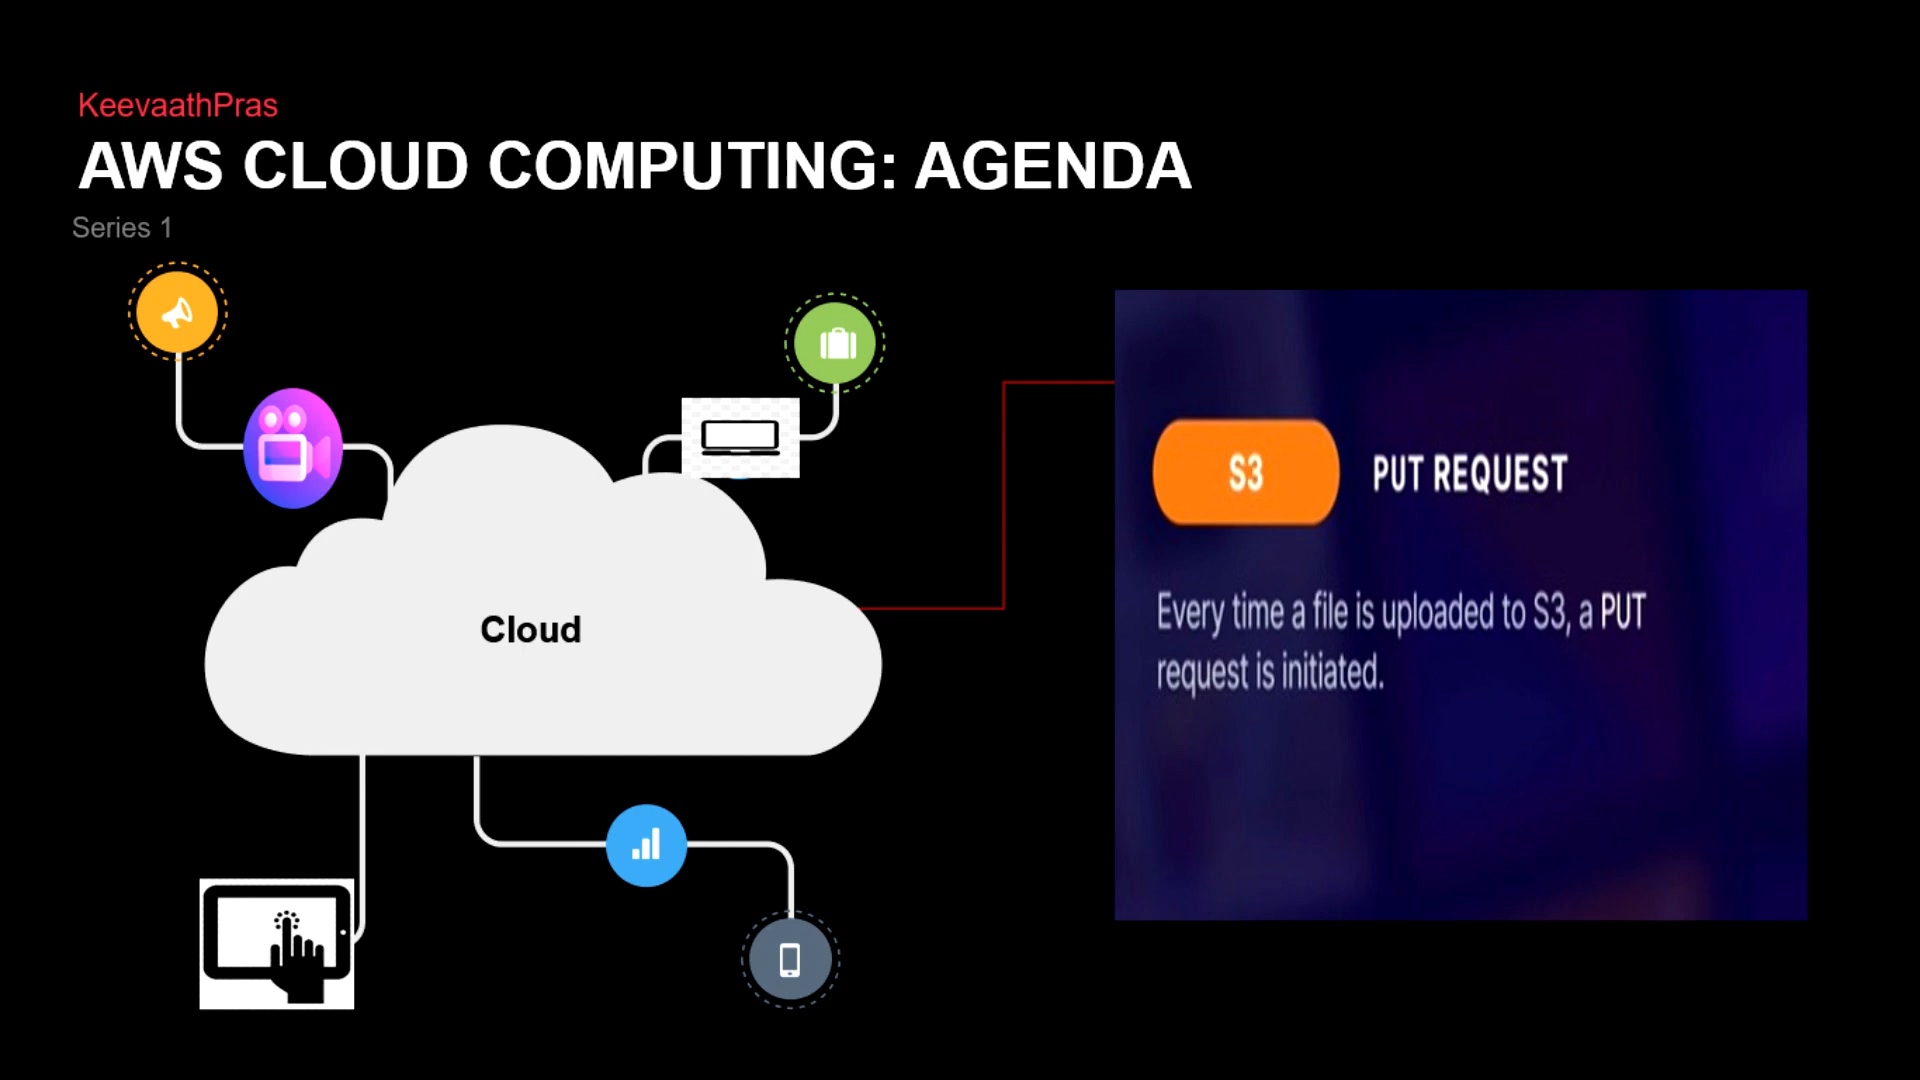 KeevaathPras
AWS CLOUD COMPUTING: AGENDA
Series 1
Cloud
S3 PUT REQUEST
Every time a file is uploaded to S3, a PUT
request is initiated.